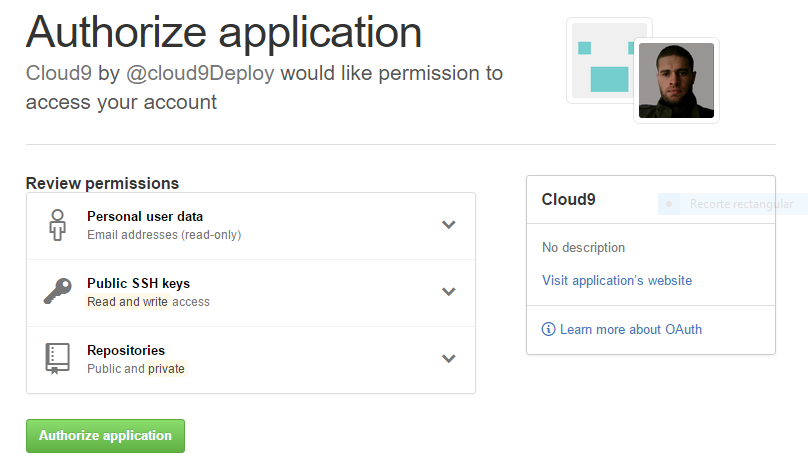 Authorize application
Cloud9 by @cloud9Deploy would like permission to
access your account
Review permissions
Personal user data
Email addresses (read-only)
Public SSH keys
Read and write access
Repositories
Public and private
Authorize application
Cloud9
Recorte rectangular
No description
Visit application's website
Learn more about OAuth